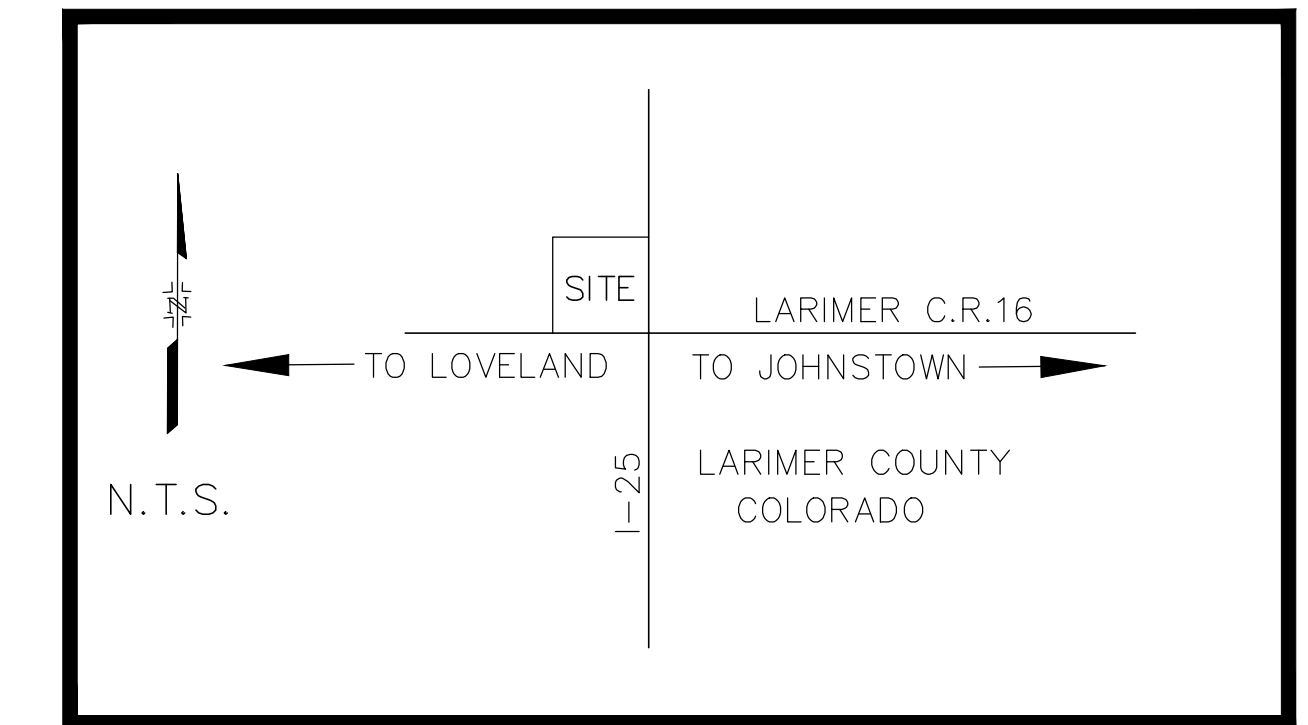 SITE
LARIMER C.R.16
TO LOVELAND
TO JOHNSTOWN
N
N.T.S.
I-25
LARIMER COUNTY
COLORADO